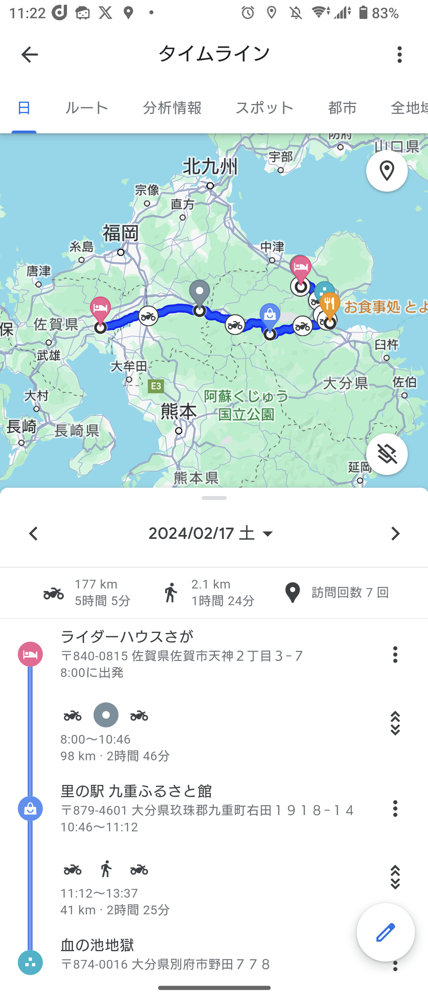 11:22
83%
タイムライン
日 ルート 分析情報 スポット 都市 全地域
防府
山口県
宇部
北九州
宗像
直方
福岡
糸島
中津
唐津
お食事処 とよ
佐賀県
保
臼杵
武雄
大牟田
大分県
佐伯
E3
大村
阿蘇くじゅう
国立公園
熊本
長崎
長崎県
延岡
熊本県
2024/02/17 土
177 km
5時間 5分
2.1 km
1時間 24分
訪問回数 7 回
ライダーハウスさが
〒840-0815 佐賀県佐賀市天神２丁目３−７
8:00に出発
8:00～10:46
98 km · 2時間 46分
里の駅 九重ふるさと館
〒879-4601 大分県玖珠郡九重町右田１９１８−１４
10:46～11:12
11:12～13:37
41 km · 2時間 25分
血の池地獄
〒874-0016 大分県別府市野田７７８